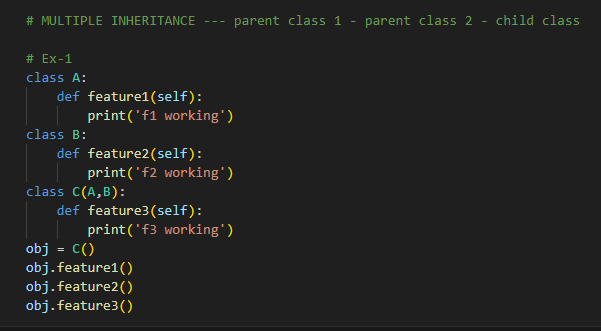 # MULTIPLE INHERITANCE --- parent class 1 - parent class 2 - child class
# Ex-1
class A:
    def feature1(self):
        print('f1 working')
class B:
    def feature2(self):
        print('f2 working')
class C(A,B):
    def feature3(self):
        print('f3 working')
obj = C()
obj.feature1()
obj.feature2()
obj.feature3()